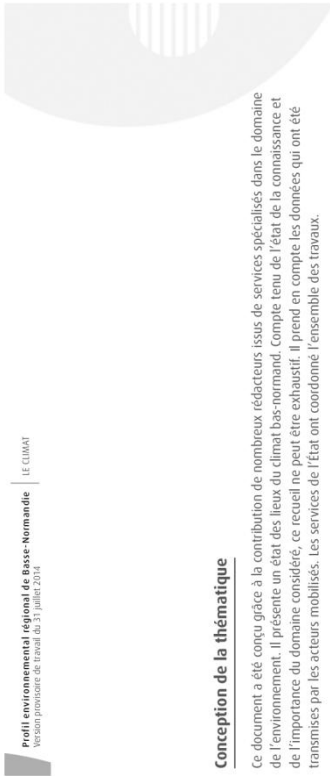 Profil environnemental régional de Basse-Normandie | LE CLIMAT
Version provisoire de travail du 31 juillet 2014
Conception de la thématique
Ce document a été conçu grâce à la contribution de nombreux rédacteurs issus de services spécialisés dans le domaine
de l'environnement. Il présente un état des lieux du climat bas-normand. Compte tenu de l'état de la connaissance et
de l'importance du domaine considéré, ce recueil ne peut être exhaustif. Il prend en compte les données qui ont été
transmises par les acteurs mobilisés. Les services de l'État ont coordonné l'ensemble des travaux.